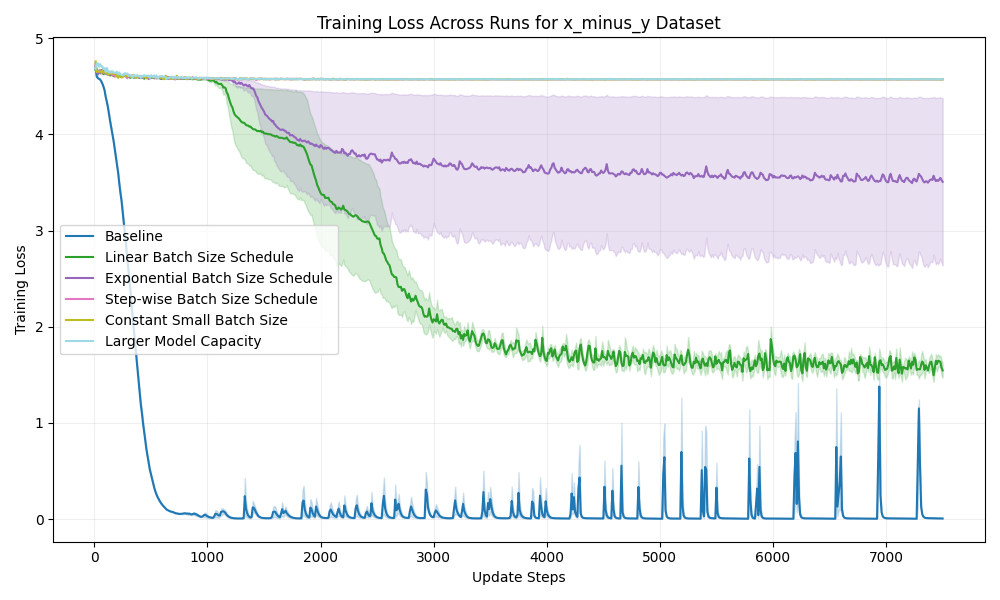 Training Loss Across Runs for x_minus_y Dataset
5
4
3
2
1
0
Training Loss
Baseline
Linear Batch Size Schedule
Exponential Batch Size Schedule
Step-wise Batch Size Schedule
Constant Small Batch Size
Larger Model Capacity
0 1000 2000 3000 4000 5000 6000 7000
Update Steps